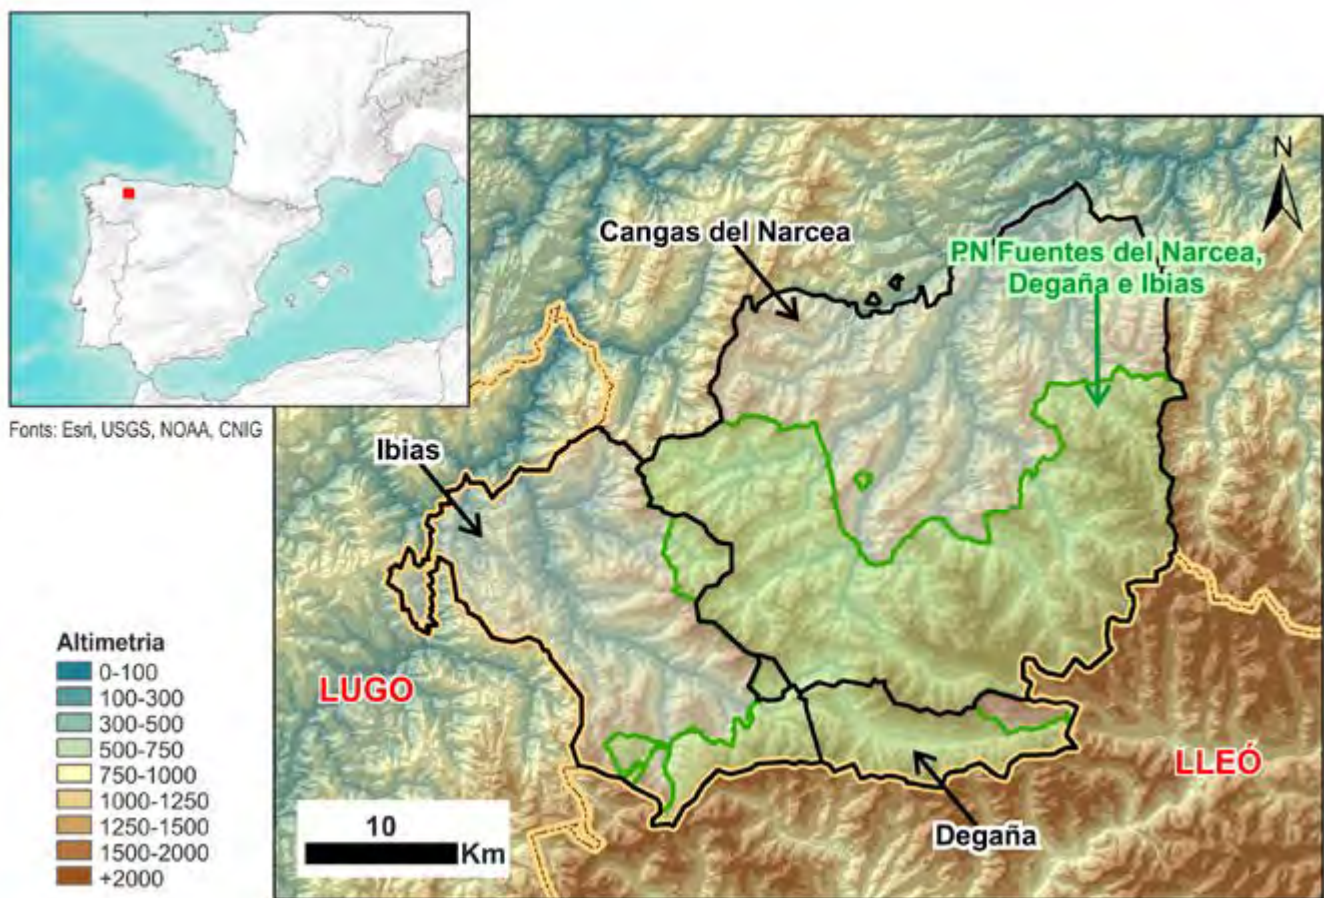 Fonts: Esri, USGS, NOAA, CNIG
N
Cangas del Narcea
PN Fuentes del Narcea,
Degaña e Ibias
Ibias
LUGO
LLEÓ
Degaña
10
Km
Altimetria
0-100
100-300
300-500
500-750
750-1000
1000-1250
1250-1500
1500-2000
+2000